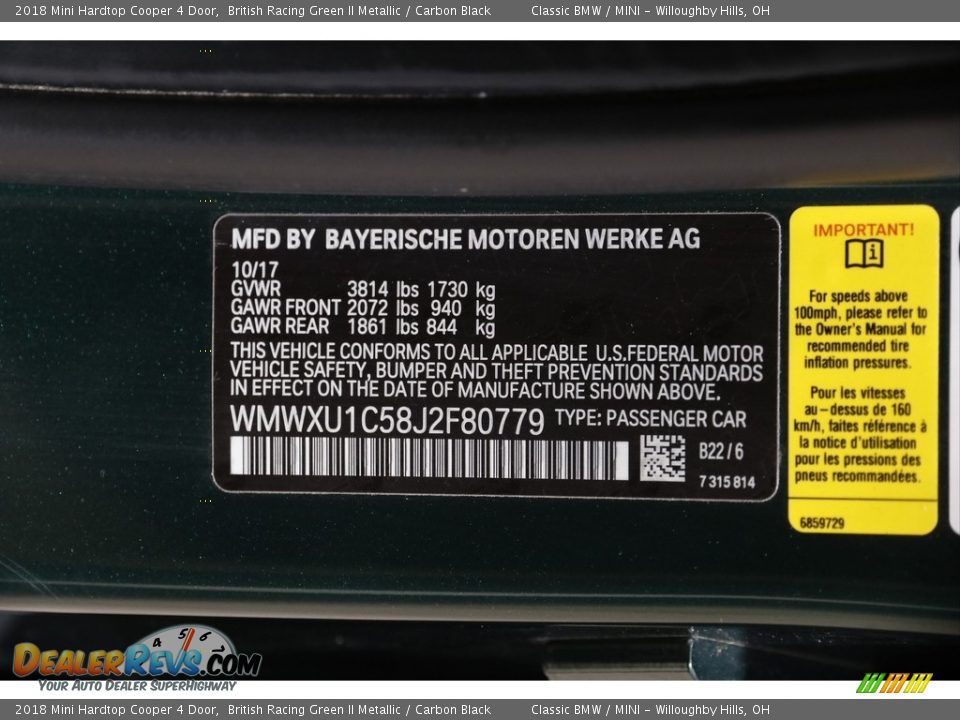 2018 Mini Hardtop Cooper 4 Door, British Racing Green II Metallic / Carbon Black Classic BMW / MINI - Willoughby Hills, OH
MFD BY BAYERISCHE MOTOREN WERKE AG
10/17
GVWR 3814 lbs 1730 kg
GAWR FRONT 2072 lbs 940 kg
GAWR REAR 1861 lbs 844 kg
THIS VEHICLE CONFORMS TO ALL APPLICABLE U.S.FEDERAL MOTOR
VEHICLE SAFETY, BUMPER AND THEFT PREVENTION STANDARDS
IN EFFECT ON THE DATE OF MANUFACTURE SHOWN ABOVE.
WMWXU1C58J2F80779 TYPE: PASSENGER CAR
B22/6
7 315 814
IMPORTANT!
For speeds above
100mph, please refer to
the Owner's Manual for
recommended tire
inflation pressures.
Pour les vitesses
au-dessus de 160
km/h, faites référence à
la notice d'utilisation
pour les pressions des
pneus recommandées.
6859729
4 5 6
DEALERREVS.COM
YOUR AUTO DEALER SUPERHIGHWAY
2018 Mini Hardtop Cooper 4 Door, British Racing Green II Metallic / Carbon Black Classic BMW / MINI - Willoughby Hills, OH